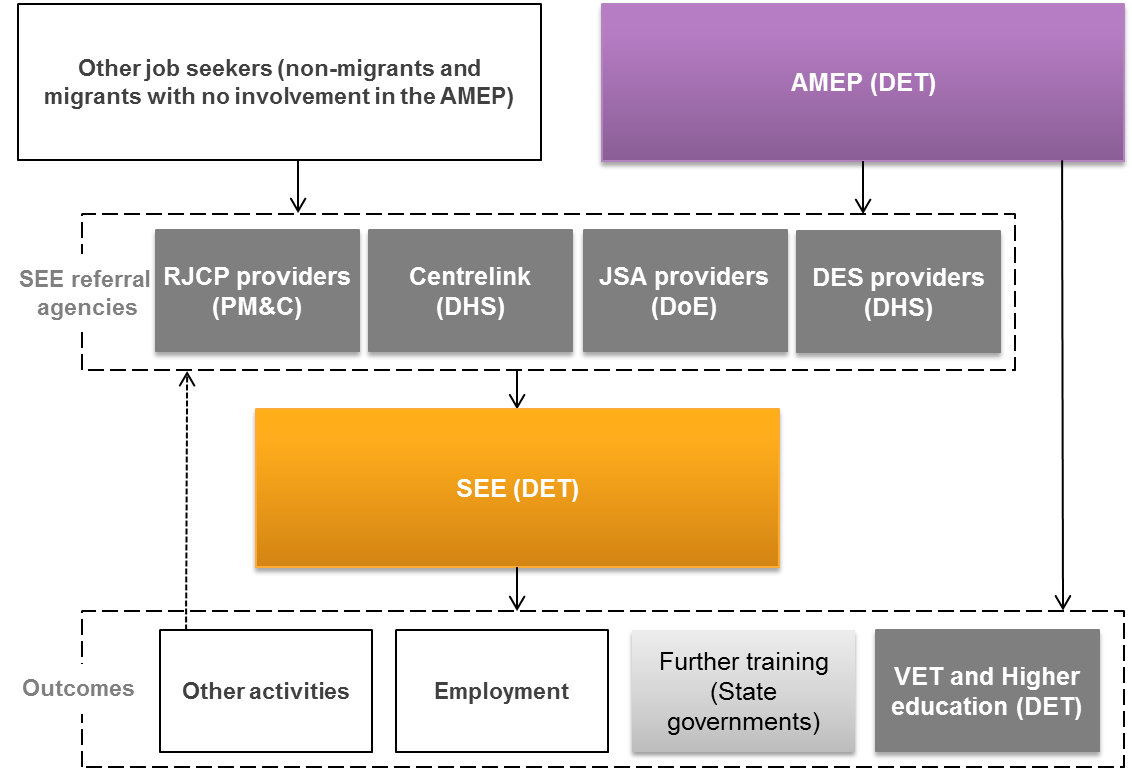 Other job seekers (non-migrants and
migrants with no involvement in the AMEP)
AMEP (DET)
SEE referral
agencies
RJCP providers
(PM&C)
Centrelink
(DHS)
JSA providers
(DoE)
DES providers
(DHS)
SEE (DET)
Outcomes
Other activities
Employment
Further training
(State
governments)
VET and Higher
education (DET)